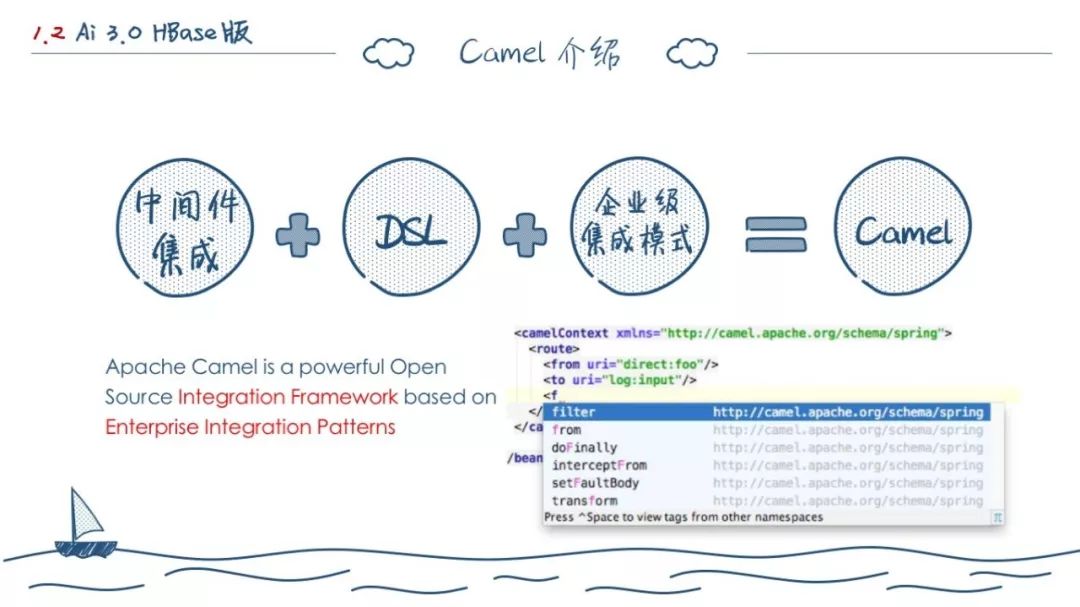 1.2 Ai 3.0 HBase版
Camel 介绍
中间件
集成
DSL
企业级
集成模式
Camel
Apache Camel is a powerful Open
Source Integration Framework based on
Enterprise Integration Patterns
<camelContext xmlns="http://camel.apache.org/schema/spring">
<route>
<from uri="direct:foo"/>
<to uri="log:input"/>
<f
</
</ca
/bean
filter http://camel.apache.org/schema/spring
from http://camel.apache.org/schema/spring
doFinally http://camel.apache.org/schema/spring
interceptFrom http://camel.apache.org/schema/spring
setFaultBody http://camel.apache.org/schema/spring
transform http://camel.apache.org/schema/spring
Press ^Space to view tags from other namespaces
π